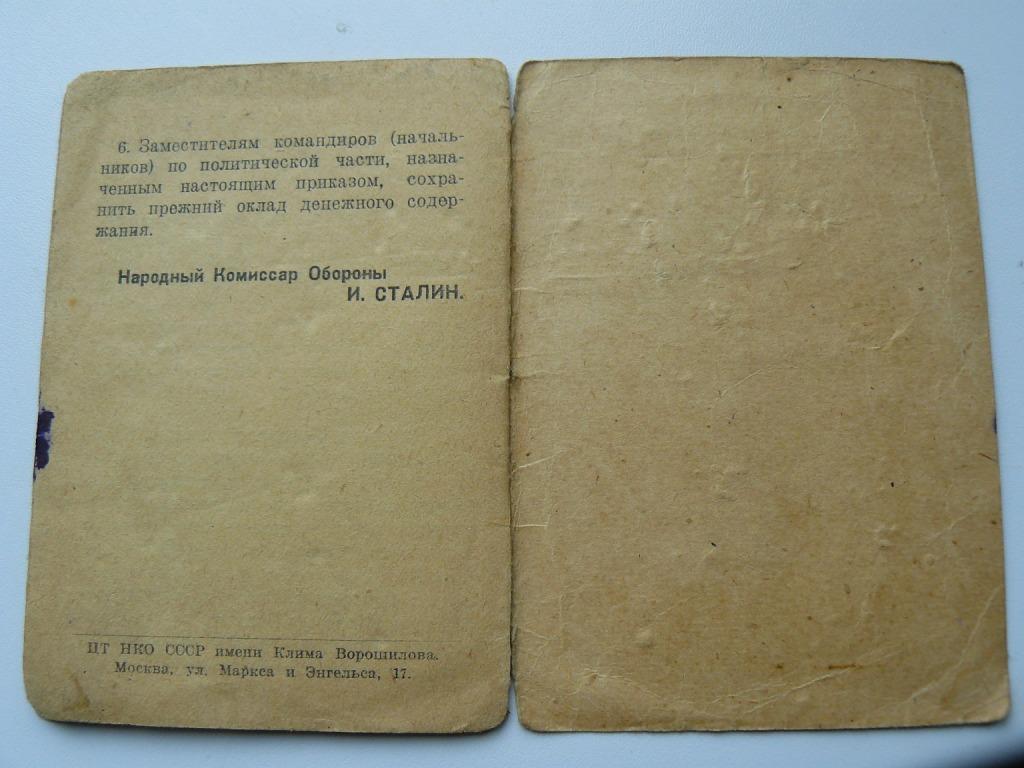 6. Заместителям командиров (началь-
ников) по политической части, назна-
ченным настоящим приказом, сохра-
нить прежний оклад денежного содер-
жания.
Народный Комиссар Обороны
И. СТАЛИН.
ЦТ НКО СССР имени Клима Ворошилова.
Москва, ул. Маркса и Энгельса, 17.